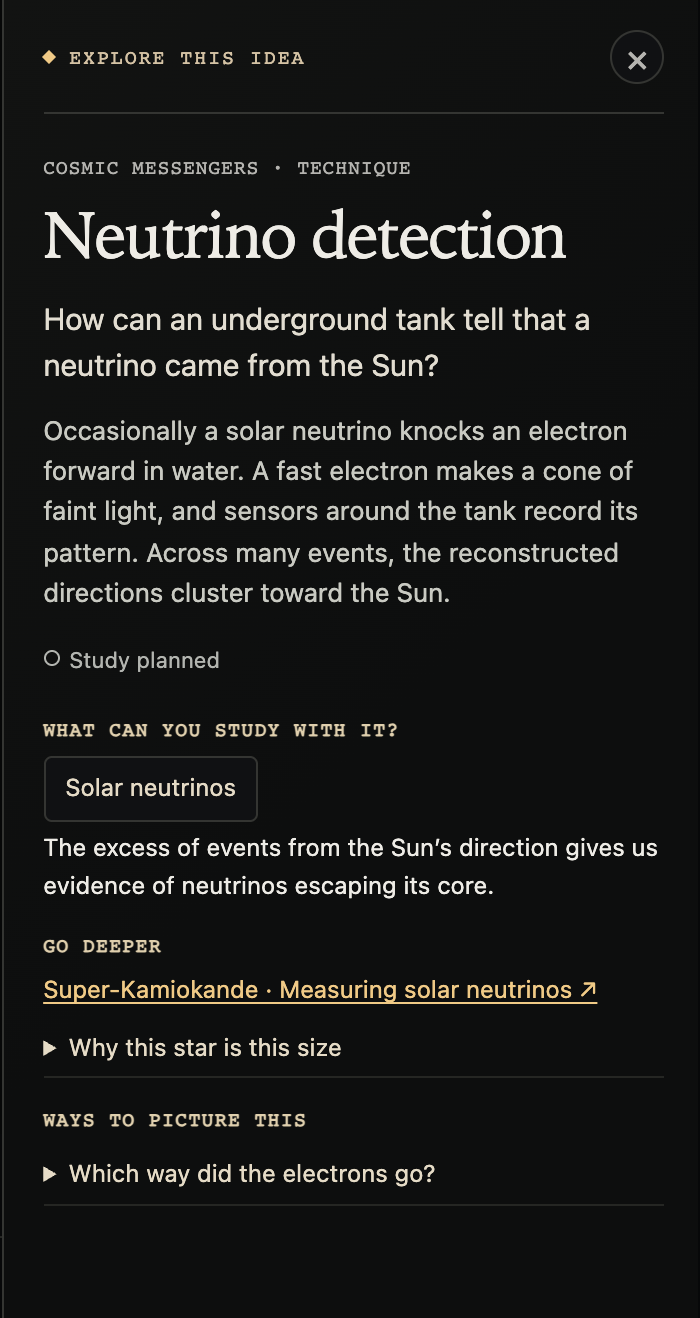 ◆ EXPLORE THIS IDEA
×
COSMIC MESSENGERS · TECHNIQUE
Neutrino detection
How can an underground tank tell that a
neutrino came from the Sun?
Occasionally a solar neutrino knocks an electron
forward in water. A fast electron makes a cone of
faint light, and sensors around the tank record its
pattern. Across many events, the reconstructed
directions cluster toward the Sun.
○ Study planned
WHAT CAN YOU STUDY WITH IT?
Solar neutrinos
The excess of events from the Sun’s direction gives us
evidence of neutrinos escaping its core.
GO DEEPER
Super-Kamiokande · Measuring solar neutrinos ↗
▶ Why this star is this size
WAYS TO PICTURE THIS
▶ Which way did the electrons go?